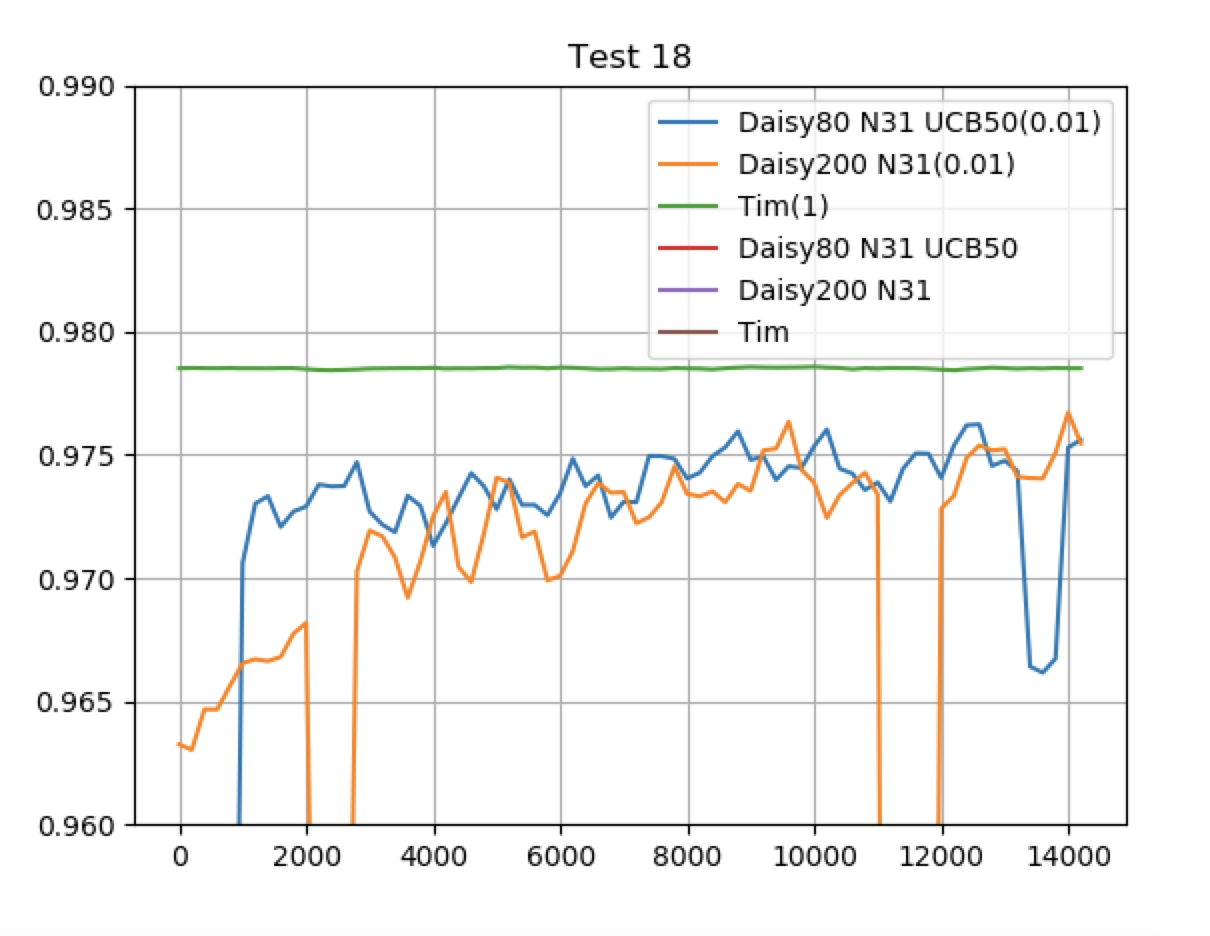 Test 18
0.990
0.985
0.980
0.975
0.970
0.965
0.960
Daisy80 N31 UCB50(0.01)
Daisy200 N31(0.01)
Tim(1)
Daisy80 N31 UCB50
Daisy200 N31
Tim
0 2000 4000 6000 8000 10000 12000 14000